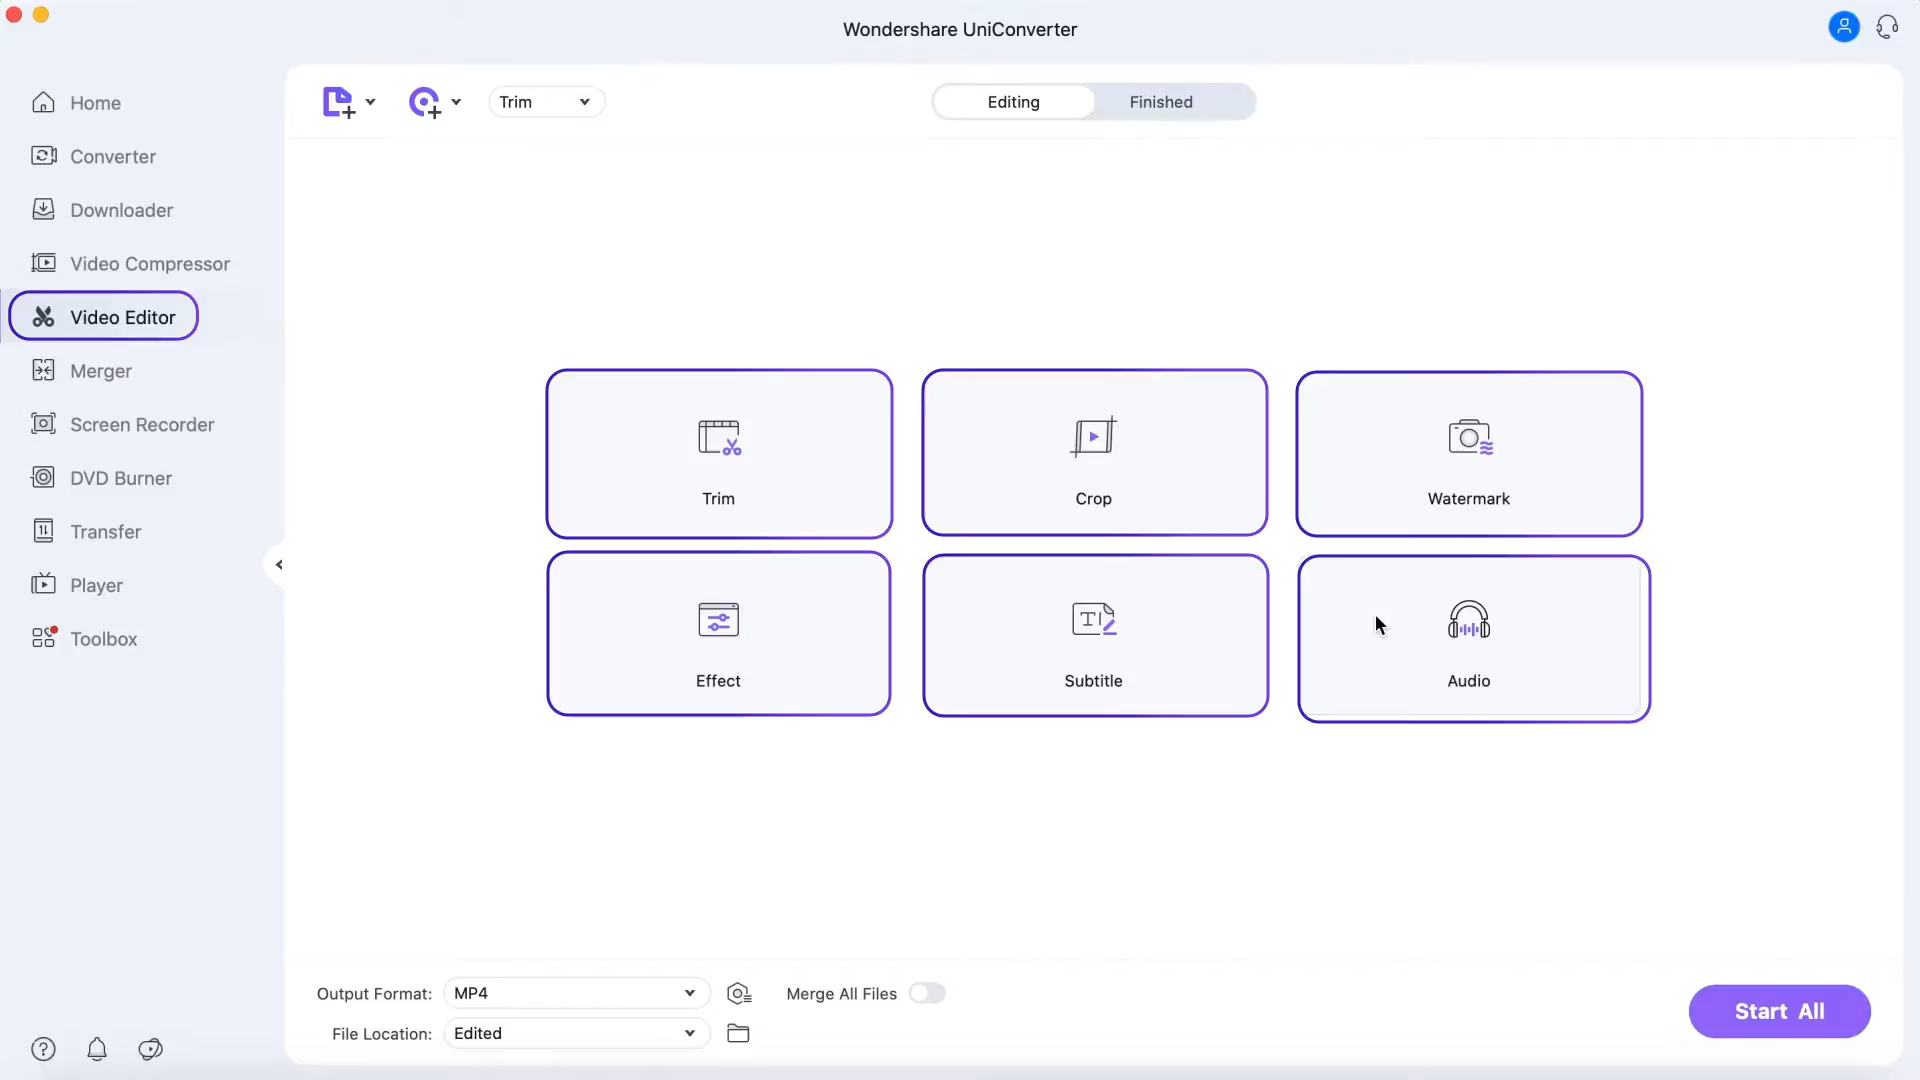 Wondershare UniConverter
Home
Converter
Downloader
Video Compressor
Video Editor
Merger
Screen Recorder
DVD Burner
Transfer
Player
Toolbox
Trim
Editing
Finished
Trim
Crop
Watermark
Effect
Subtitle
Audio
Output Format: MP4
Merge All Files
File Location: Edited
Start All